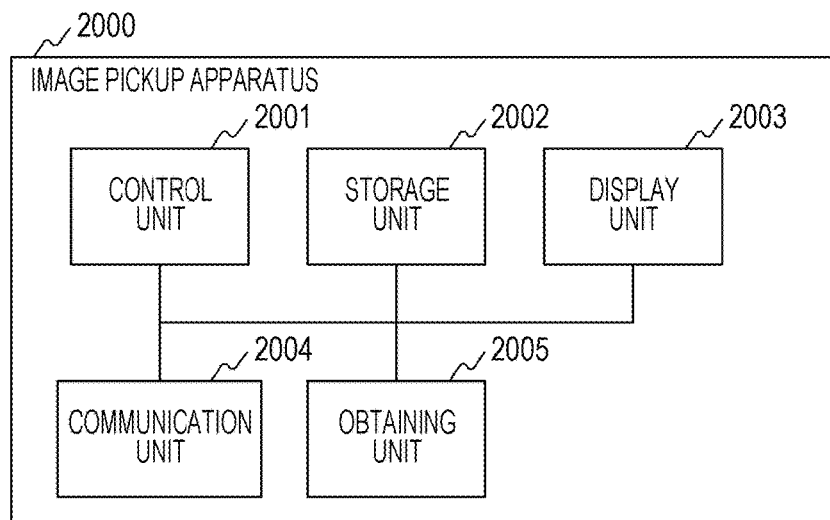 2000
IMAGE PICKUP APPARATUS
2001
CONTROL
UNIT
2002
STORAGE
UNIT
2003
DISPLAY
UNIT
2004
COMMUNICATION
UNIT
2005
OBTAINING
UNIT